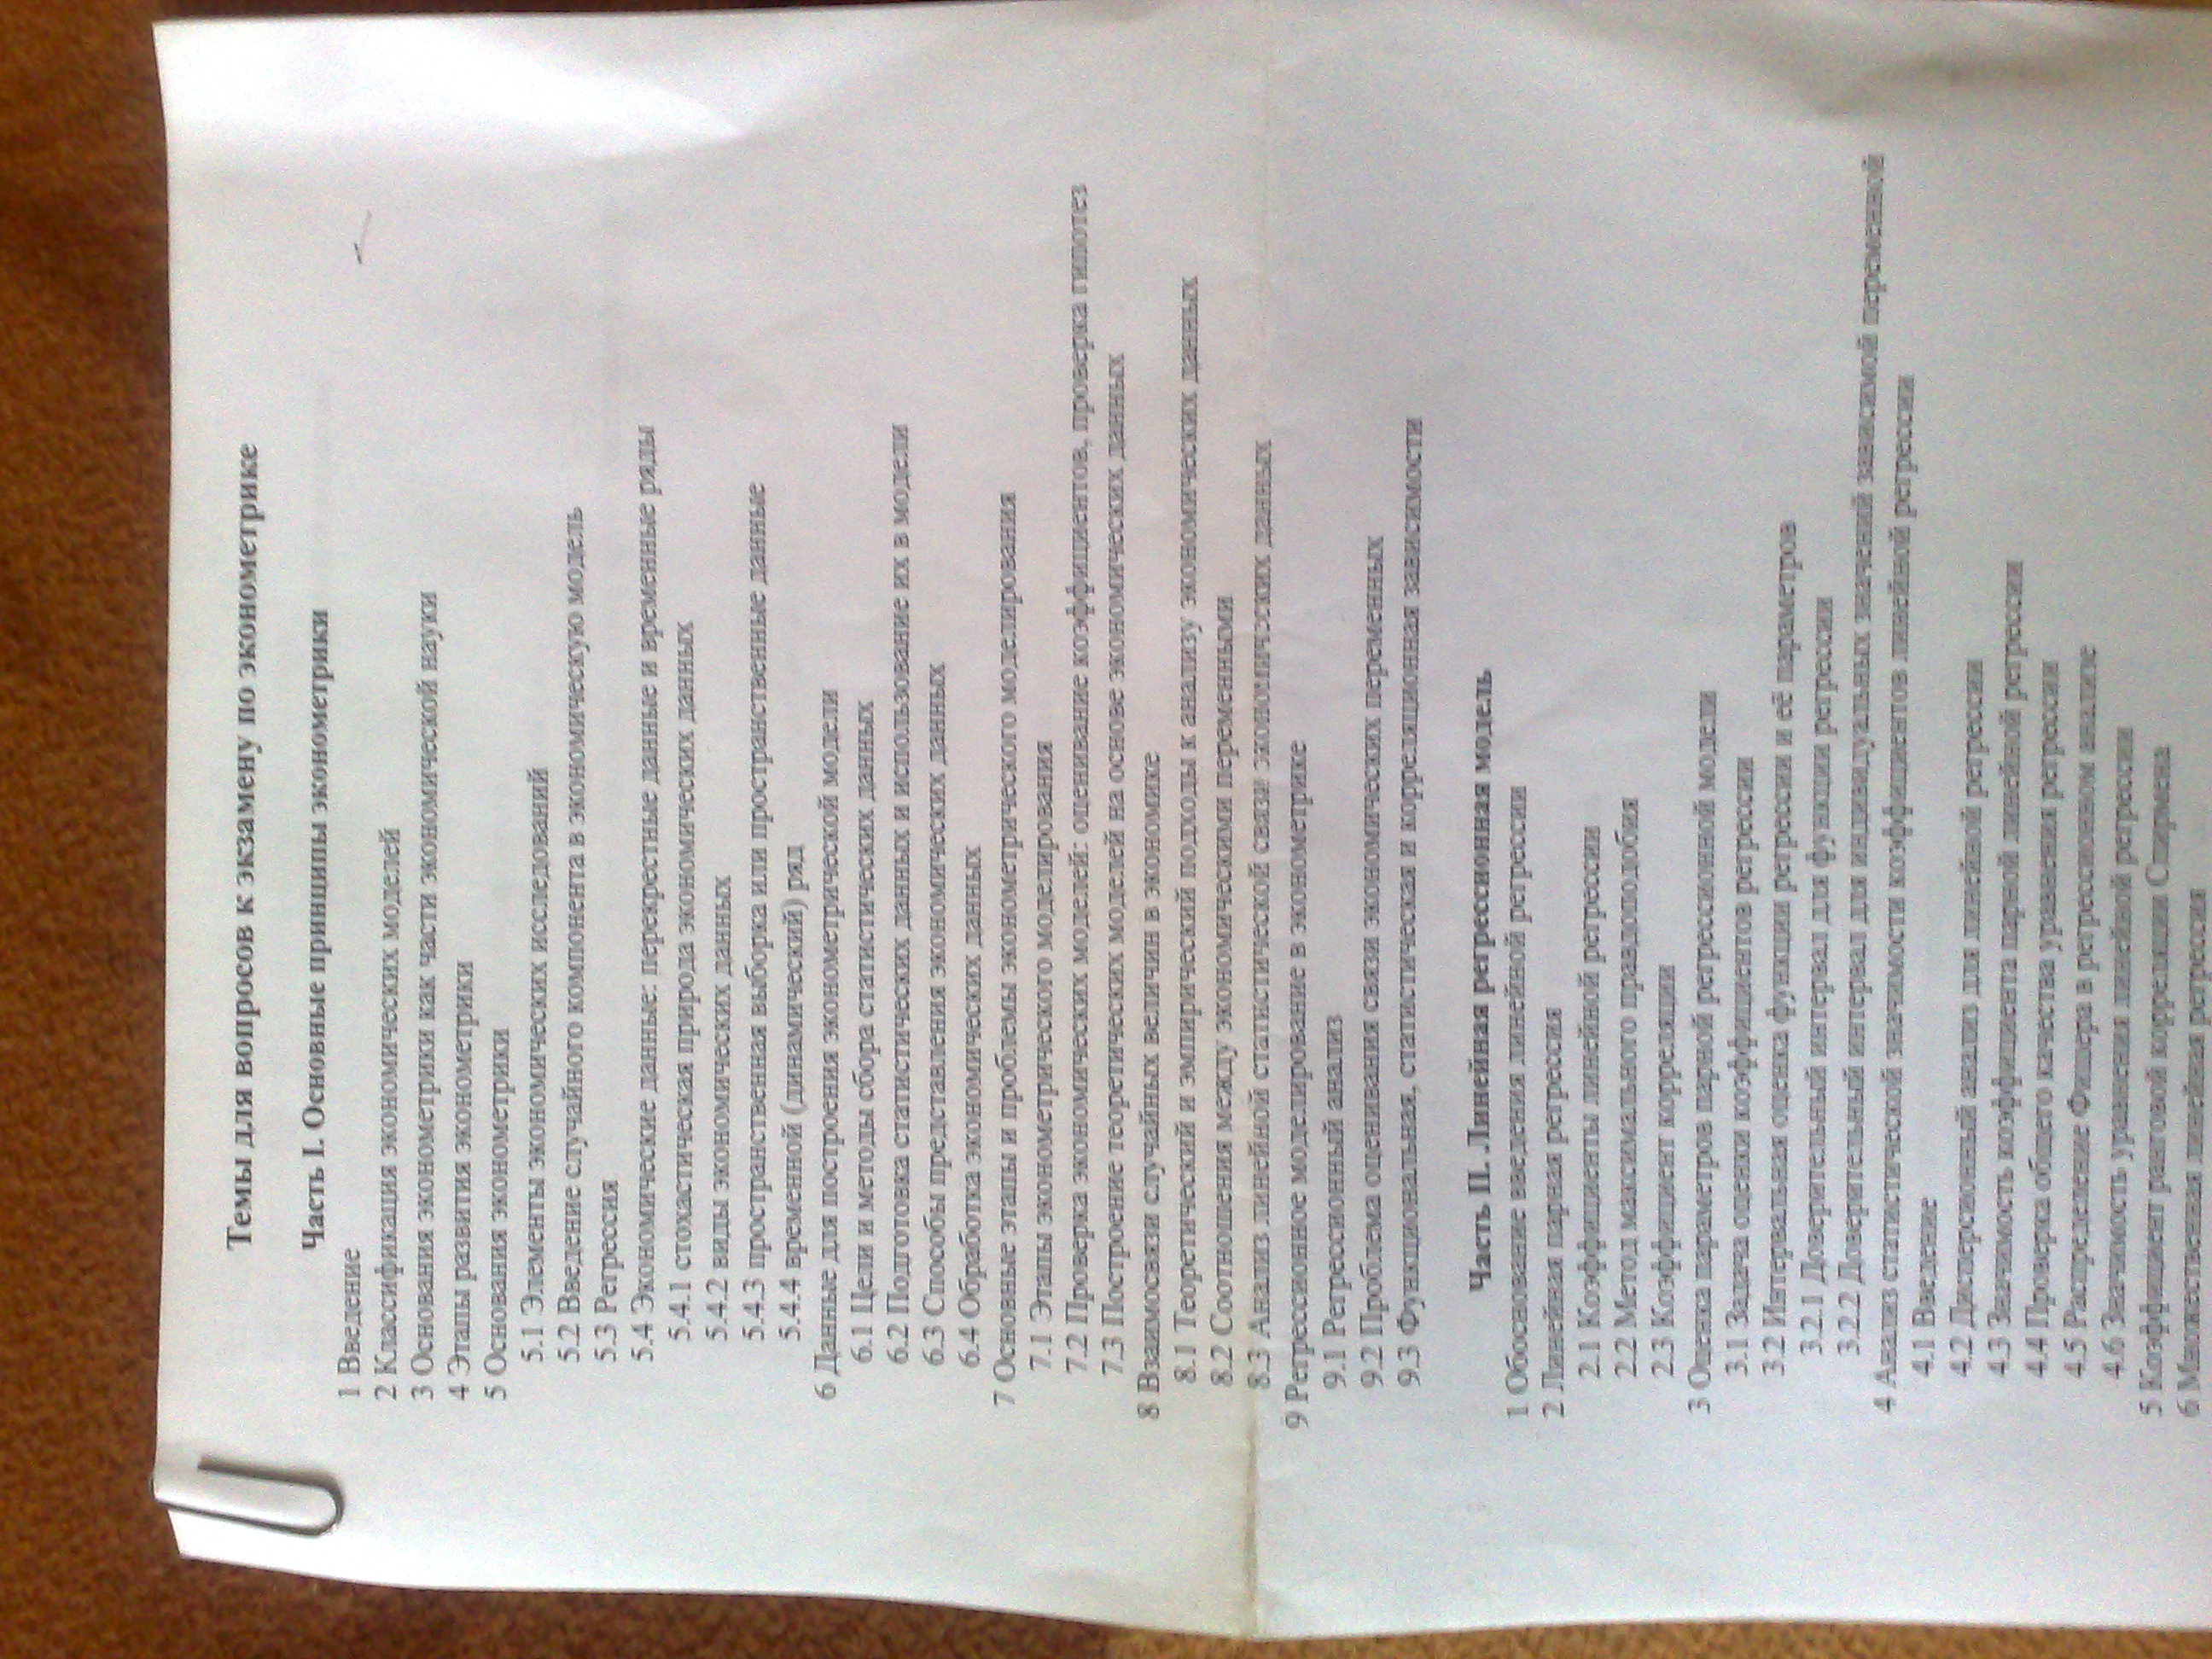 Темы для вопросов к экзамену по эконометрике
Часть I. Основные принципы эконометрики
1 Введение
2 Классификация экономических моделей
3 Основания эконометрики как части экономической науки
4 Этапы развития эконометрики
5 Основания эконометрики
5.1 Элементы экономических исследований
5.2 Введение случайного компонента в экономическую модель
5.3 Регрессия
5.4 Экономические данные: перекрестные данные и временные ряды
5.4.1 стохастическая природа экономических данных
5.4.2 виды экономических данных
5.4.3 пространственная выборка или пространственные данные
5.4.4 временной (динамический) ряд
6 Данные для построения эконометрической модели
6.1 Цели и методы сбора статистических данных
6.2 Подготовка статистических данных и использование их в модели
6.3 Способы представления экономических данных
6.4 Обработка экономических данных
7 Основные этапы и проблемы эконометрического моделирования
7.1 Этапы эконометрического моделирования
7.2 Проверка экономических моделей: оценивание коэффициентов, проверка гипотез
7.3 Построение теоретических моделей на основе экономических данных
8 Взаимосвязи случайных величин в экономике
8.1 Теоретический и эмпирический подходы к анализу экономических данных
8.2 Соотношения между экономическими переменными
8.3 Анализ линейной статистической связи экономических данных
9 Регрессионное моделирование в эконометрике
9.1 Регрессионный анализ
9.2 Проблема оценивания связи экономических переменных
9.3 Функциональная, статистическая и корреляционная зависимости
Часть II. Линейная регрессионная модель
1 Обоснование введения линейной регрессии
2 Линейная парная регрессия
2.1 Коэффициенты линейной регрессии
2.2 Метод максимального правдоподобия
2.3 Коэффициент корреляции
3 Оценка параметров парной регрессионной модели
3.1 Задача оценки коэффициентов регрессии
3.2 Интервальная оценка функции регрессии и её параметров
3.2.1 Доверительный интервал для функции регрессии
3.2.2 Доверительный интервал для индивидуальных значений зависимой переменной
4 Анализ статистической значимости коэффициентов линейной регрессии
4.1 Введение
4.2 Дисперсионный анализ для линейной регрессии
4.3 Значимость коэффициента парной линейной регрессии
4.4 Проверка общего качества уравнения регрессии
4.5 Распределение Фишера в регрессионном анализе
4.6 Значимость уравнения линейной регрессии
5 Коэффициент ранговой корреляции Спирмена
6 Множественная линейная регрессия